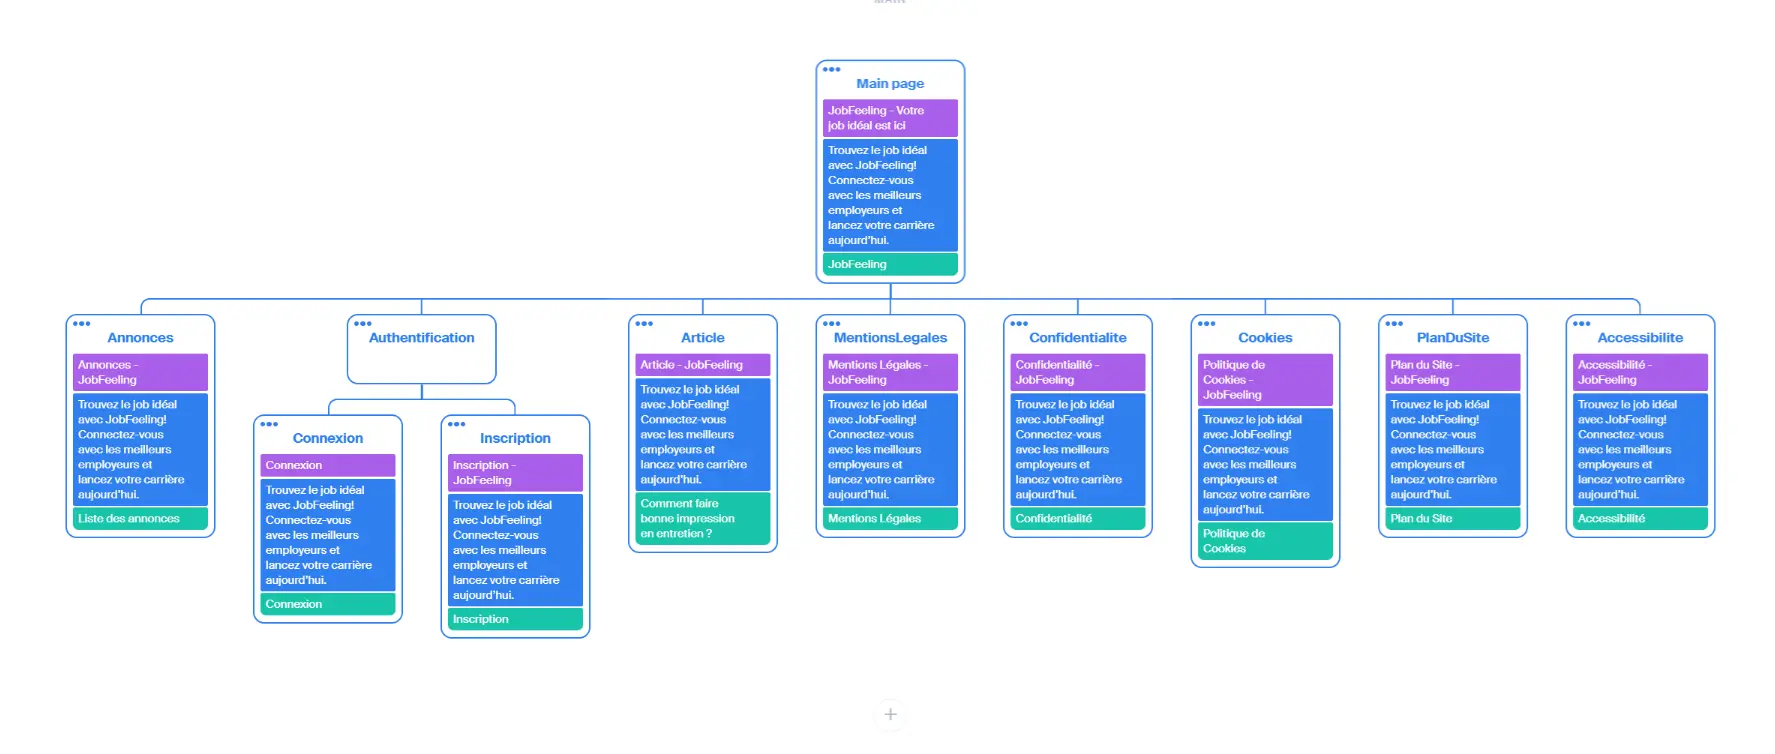 MAIN
Main page
JobFeeling - Votre
job idéal est ici
Trouvez le job idéal
avec JobFeeling!
Connectez-vous
avec les meilleurs
employeurs et
lancez votre carrière
aujourd'hui.
JobFeeling
Annonces
Annonces -
JobFeeling
Trouvez le job idéal
avec JobFeeling!
Connectez-vous
avec les meilleurs
employeurs et
lancez votre carrière
aujourd'hui.
Liste des annonces
Authentification
Connexion
Connexion
Trouvez le job idéal
avec JobFeeling!
Connectez-vous
avec les meilleurs
employeurs et
lancez votre carrière
aujourd'hui.
Connexion
Inscription
Inscription -
JobFeeling
Trouvez le job idéal
avec JobFeeling!
Connectez-vous
avec les meilleurs
employeurs et
lancez votre carrière
aujourd'hui.
Inscription
Article
Article - JobFeeling
Trouvez le job idéal
avec JobFeeling!
Connectez-vous
avec les meilleurs
employeurs et
lancez votre carrière
aujourd'hui.
Comment faire
bonne impression
en entretien ?
MentionsLegales
Mentions Légales -
JobFeeling
Trouvez le job idéal
avec JobFeeling!
Connectez-vous
avec les meilleurs
employeurs et
lancez votre carrière
aujourd'hui.
Mentions Légales
Confidentialite
Confidentialité -
JobFeeling
Trouvez le job idéal
avec JobFeeling!
Connectez-vous
avec les meilleurs
employeurs et
lancez votre carrière
aujourd'hui.
Confidentialité
Cookies
Politique de
Cookies -
JobFeeling
Trouvez le job idéal
avec JobFeeling!
Connectez-vous
avec les meilleurs
employeurs et
lancez votre carrière
aujourd'hui.
Politique de
Cookies
PlanDuSite
Plan du Site -
JobFeeling
Trouvez le job idéal
avec JobFeeling!
Connectez-vous
avec les meilleurs
employeurs et
lancez votre carrière
aujourd'hui.
Plan du Site
Accessibilite
Accessibilité -
JobFeeling
Trouvez le job idéal
avec JobFeeling!
Connectez-vous
avec les meilleurs
employeurs et
lancez votre carrière
aujourd'hui.
Accessibilité